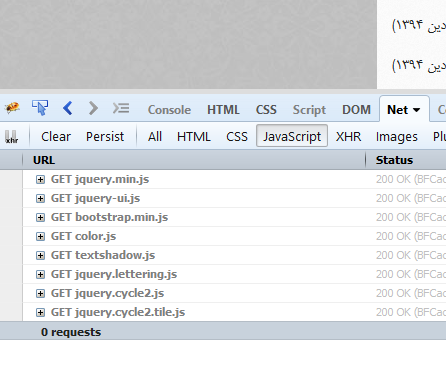 دین ۱۳۹۴)
دین ۱۳۹۴)
Console HTML CSS Script DOM Net
xhr Clear Persist All HTML CSS JavaScript XHR Images Plu
URL Status
GET jquery.min.js 200 OK (BFCac
GET jquery-ui.js 200 OK (BFCac
GET bootstrap.min.js 200 OK (BFCac
GET color.js 200 OK (BFCac
GET textshadow.js 200 OK (BFCac
GET jquery.lettering.js 200 OK (BFCac
GET jquery.cycle2.js 200 OK (BFCac
GET jquery.cycle2.tile.js 200 OK (BFCac
0 requests